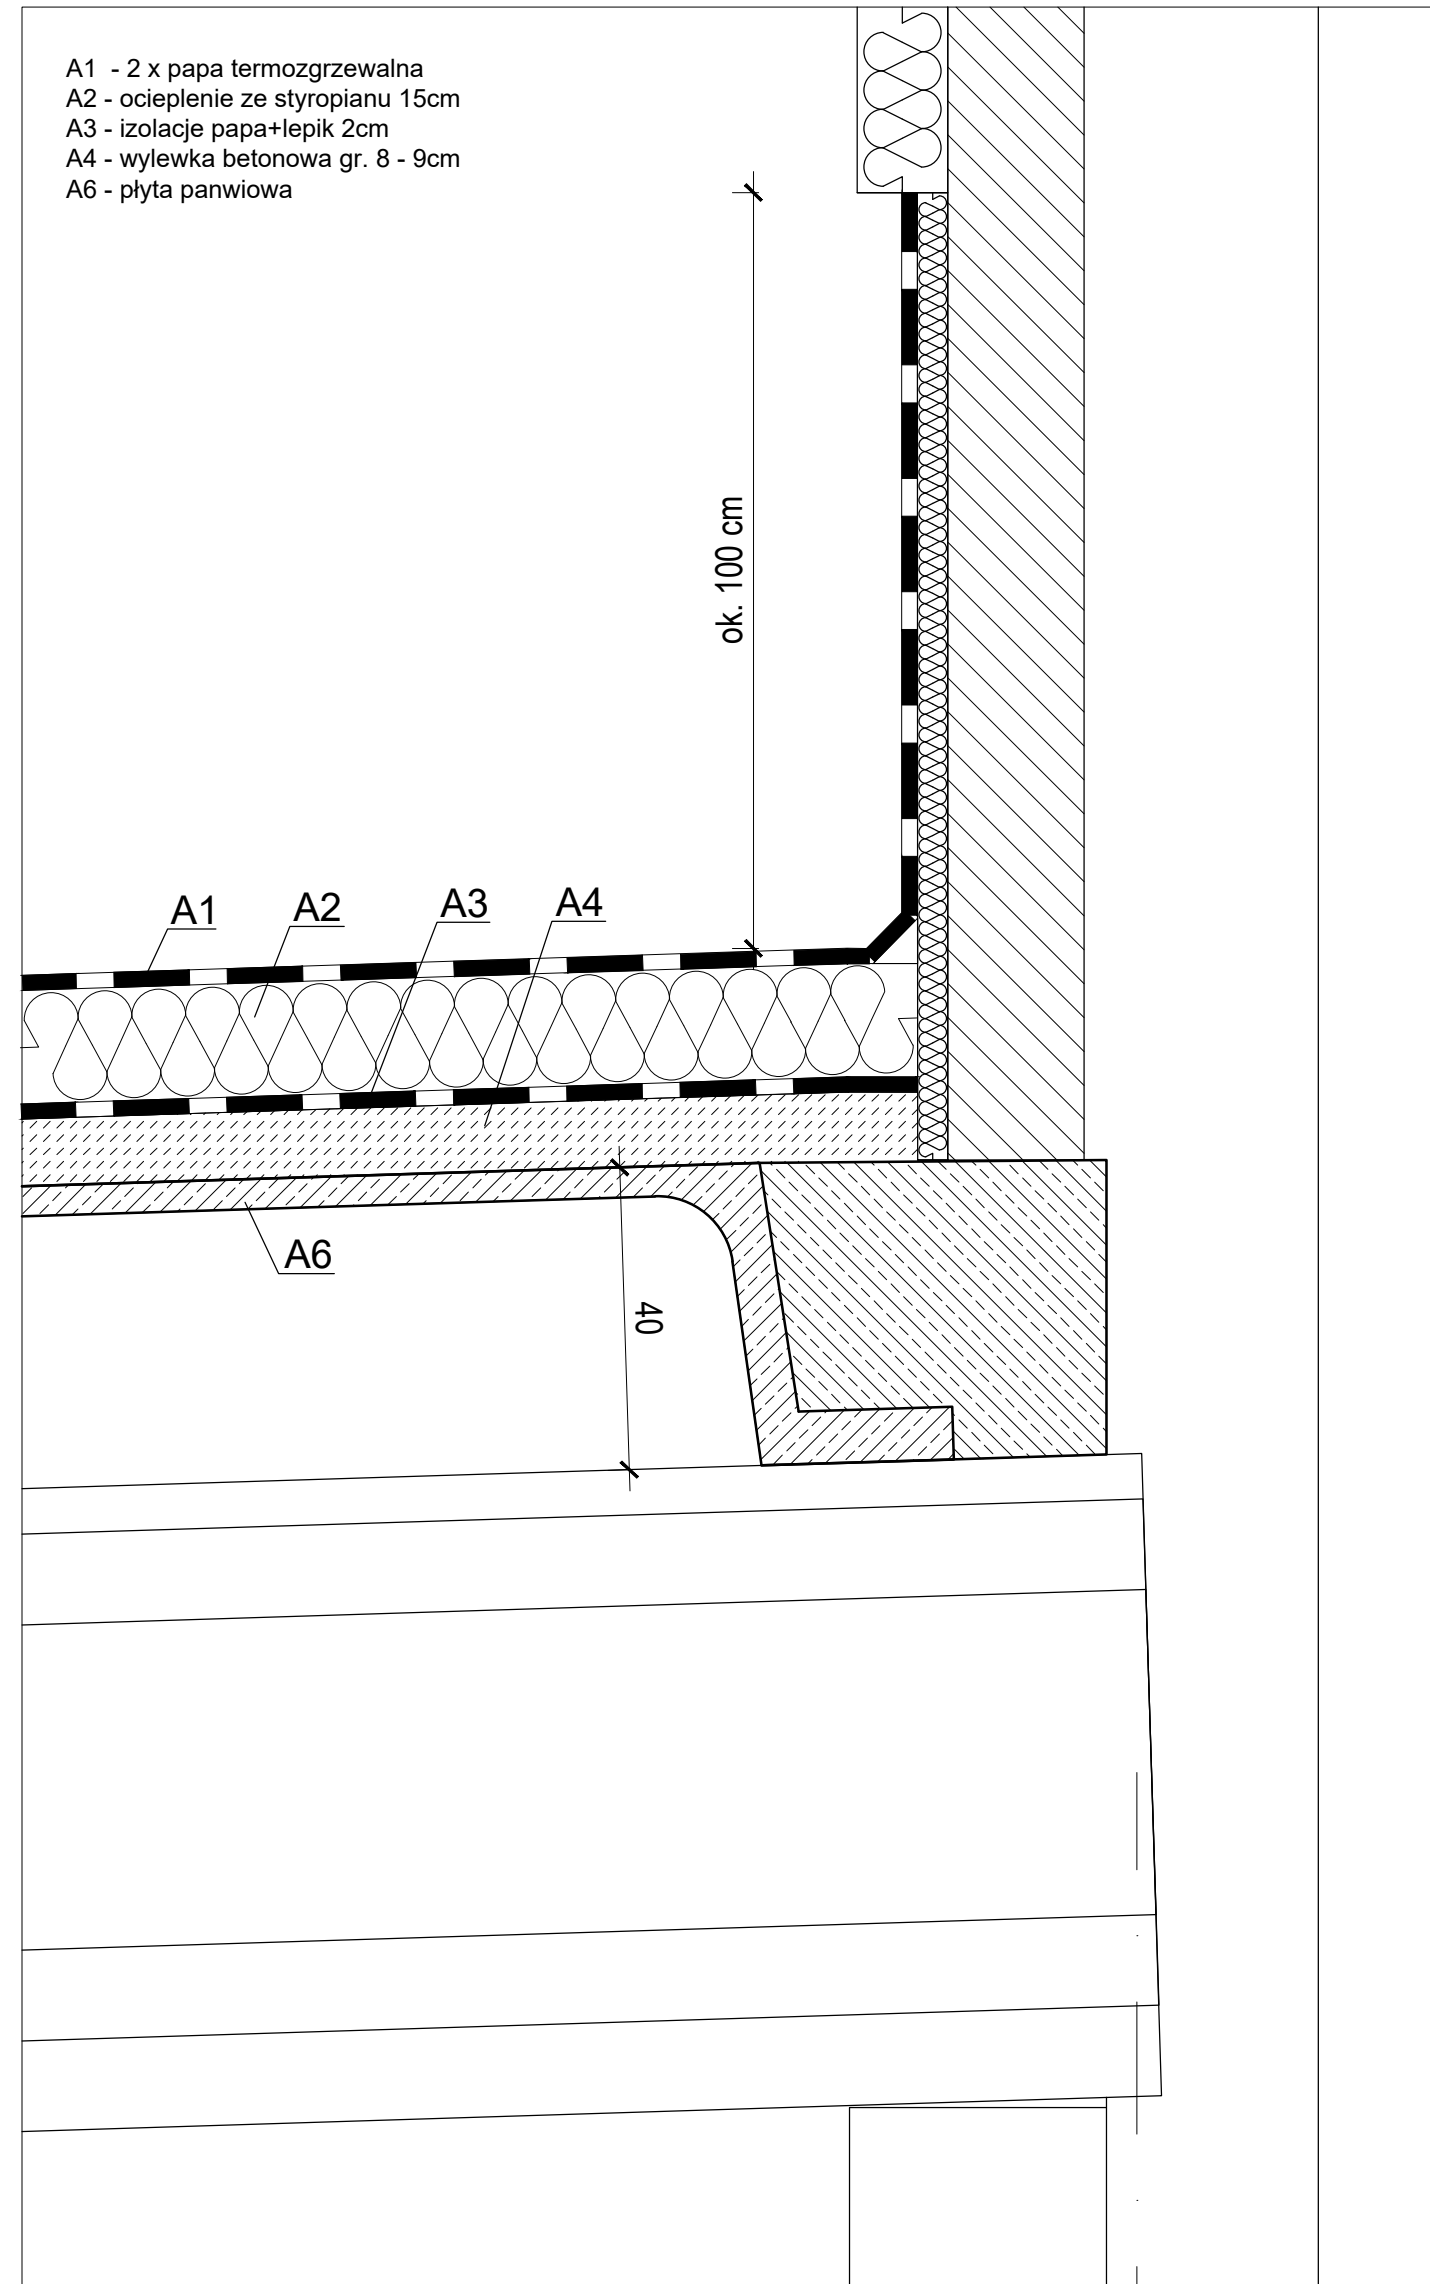 A1 - 2 x papa termozgrzewalna
A2 - ocieplenie ze styropianu 15cm
A3 - izolacje papa+lepik 2cm
A4 - wylewka betonowa gr. 8 - 9cm
A6 - płyta panwiowa
ok. 100 cm
A1
A2
A3
A4
A6
40